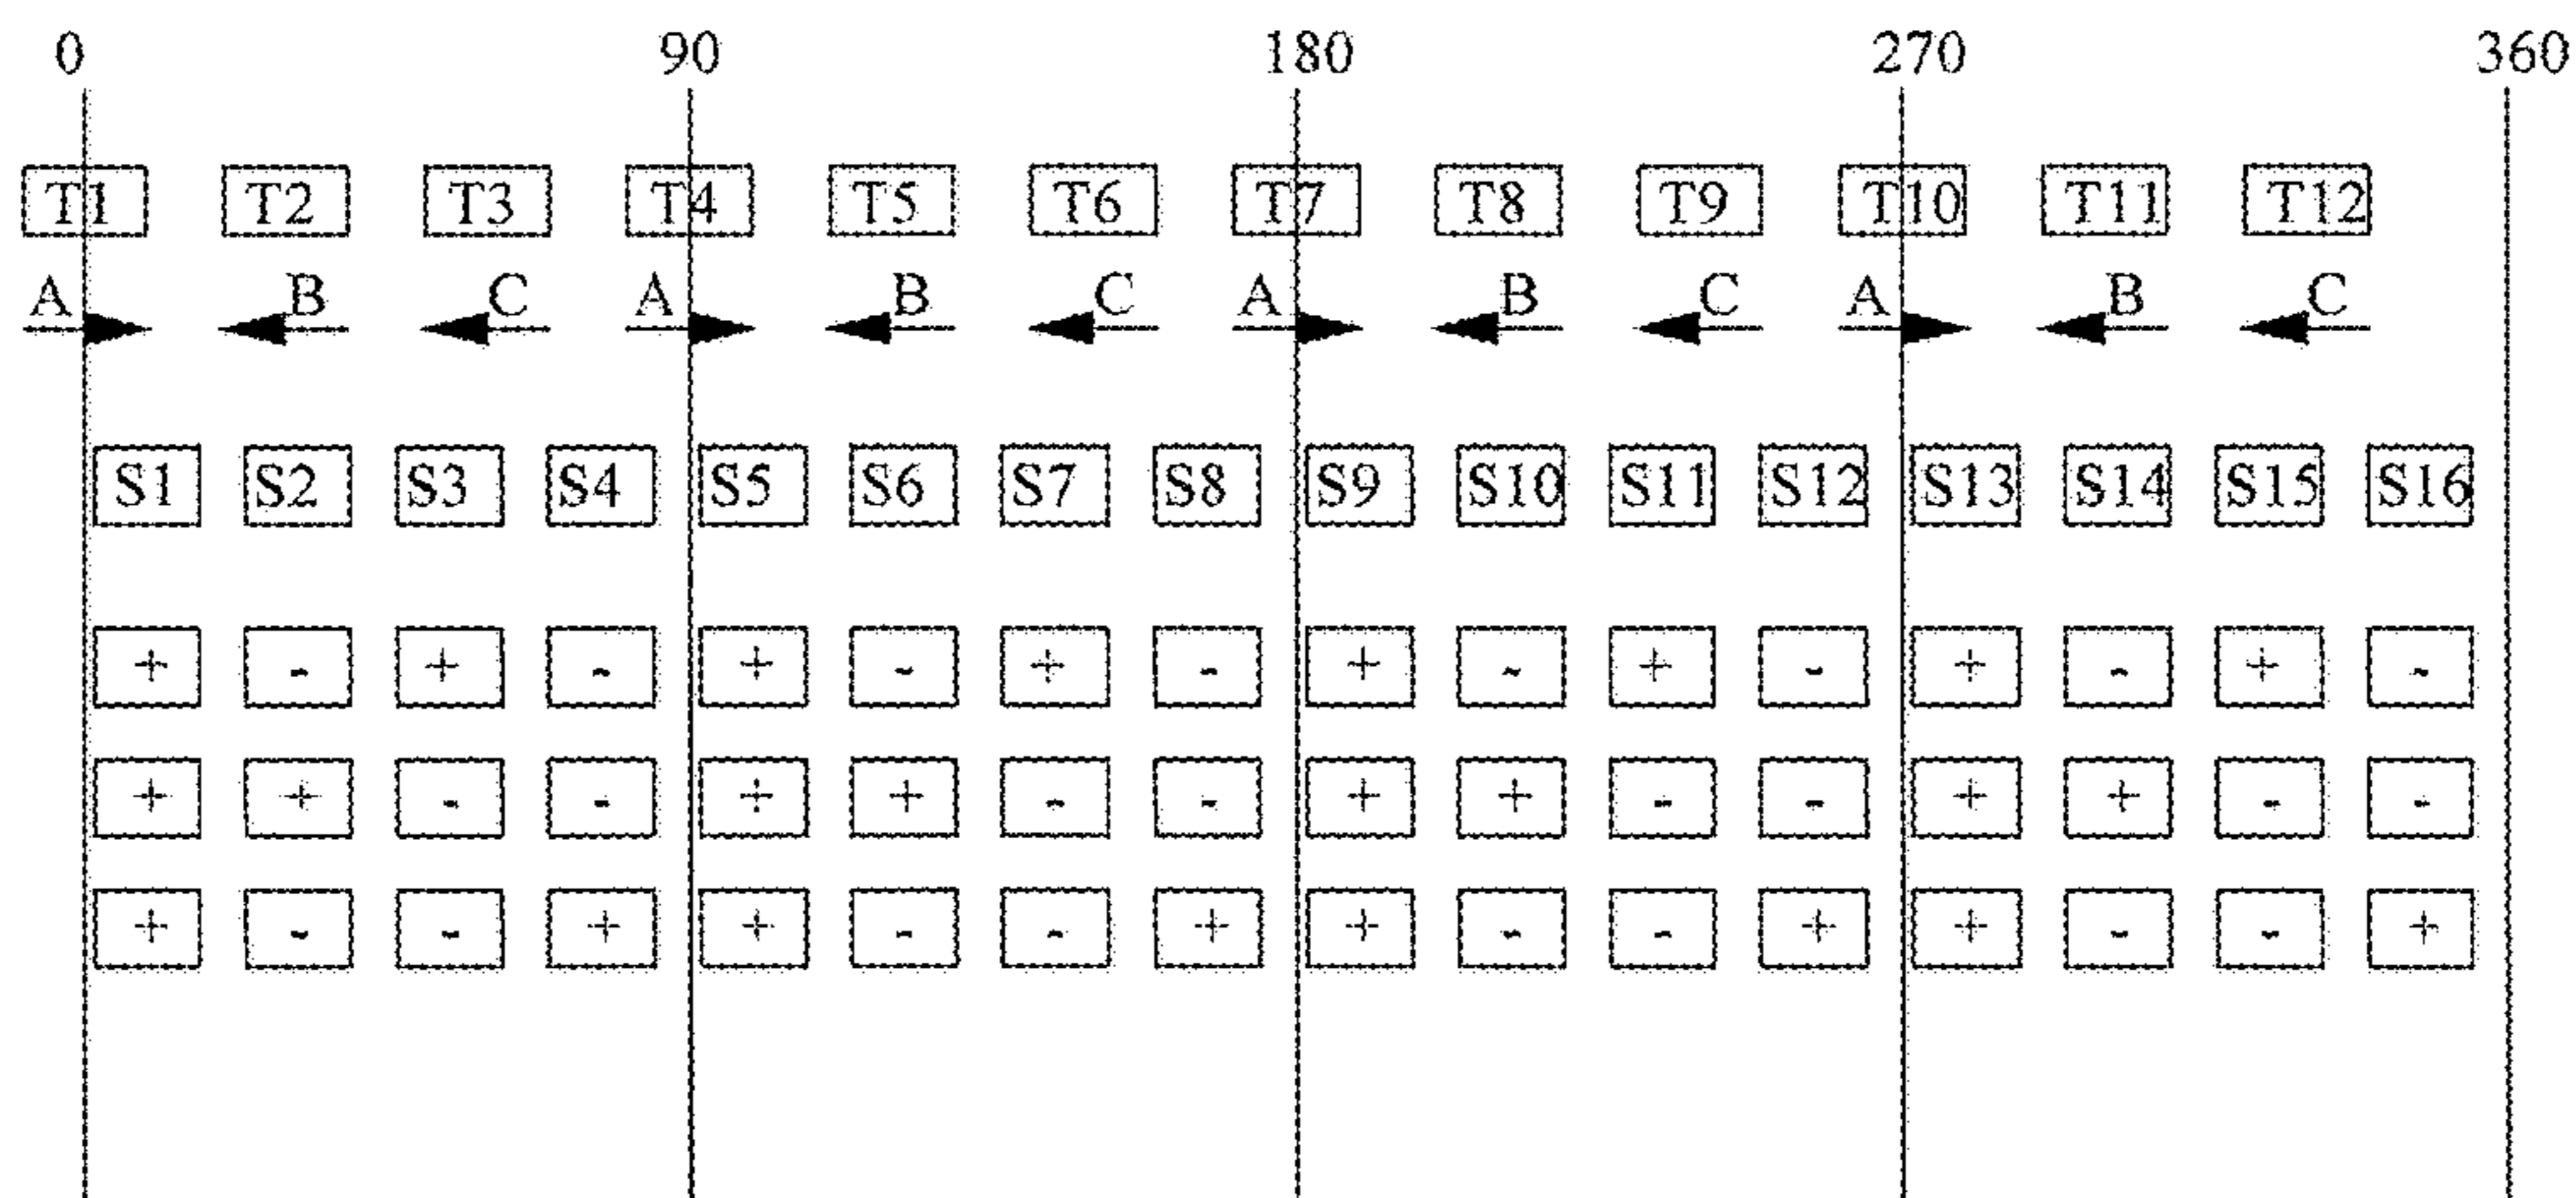 0 90 180 270 360
T1 T2 T3 T4 T5 T6 T7 T8 T9 T10 T11 T12
A B C A B C A B C A B C
S1 S2 S3 S4 S5 S6 S7 S8 S9 S10 S11 S12 S13 S14 S15 S16
+ - + - + - + - + - + - + - + -
+ + - - + + - - + + - - + + - -
+ - - + + - - + + - - + + - - +